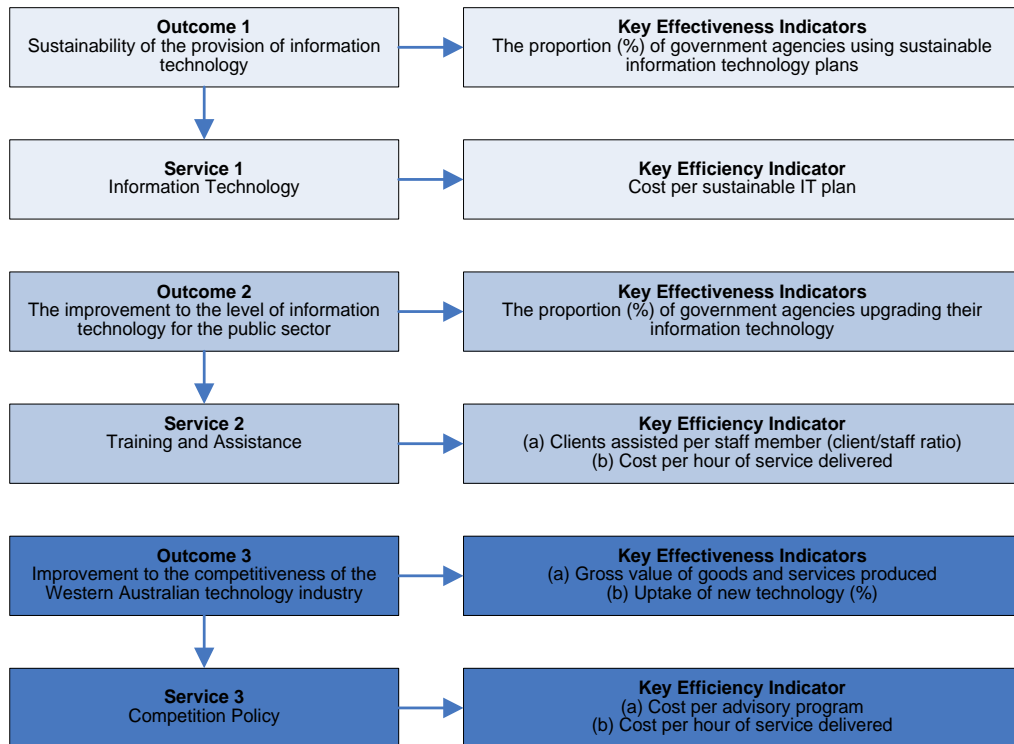 Outcome 1
Sustainability of the provision of information
technology
Key Effectiveness Indicators
The proportion (%) of government agencies using sustainable
information technology plans
Service 1
Information Technology
Key Efficiency Indicator
Cost per sustainable IT plan
Outcome 2
The improvement to the level of information
technology for the public sector
Key Effectiveness Indicators
The proportion (%) of government agencies upgrading their
information technology
Service 2
Training and Assistance
Key Efficiency Indicator
(a) Clients assisted per staff member (client/staff ratio)
(b) Cost per hour of service delivered
Outcome 3
Improvement to the competitiveness of the
Western Australian technology industry
Key Effectiveness Indicators
(a) Gross value of goods and services produced
(b) Uptake of new technology (%)
Service 3
Competition Policy
Key Efficiency Indicator
(a) Cost per advisory program
(b) Cost per hour of service delivered